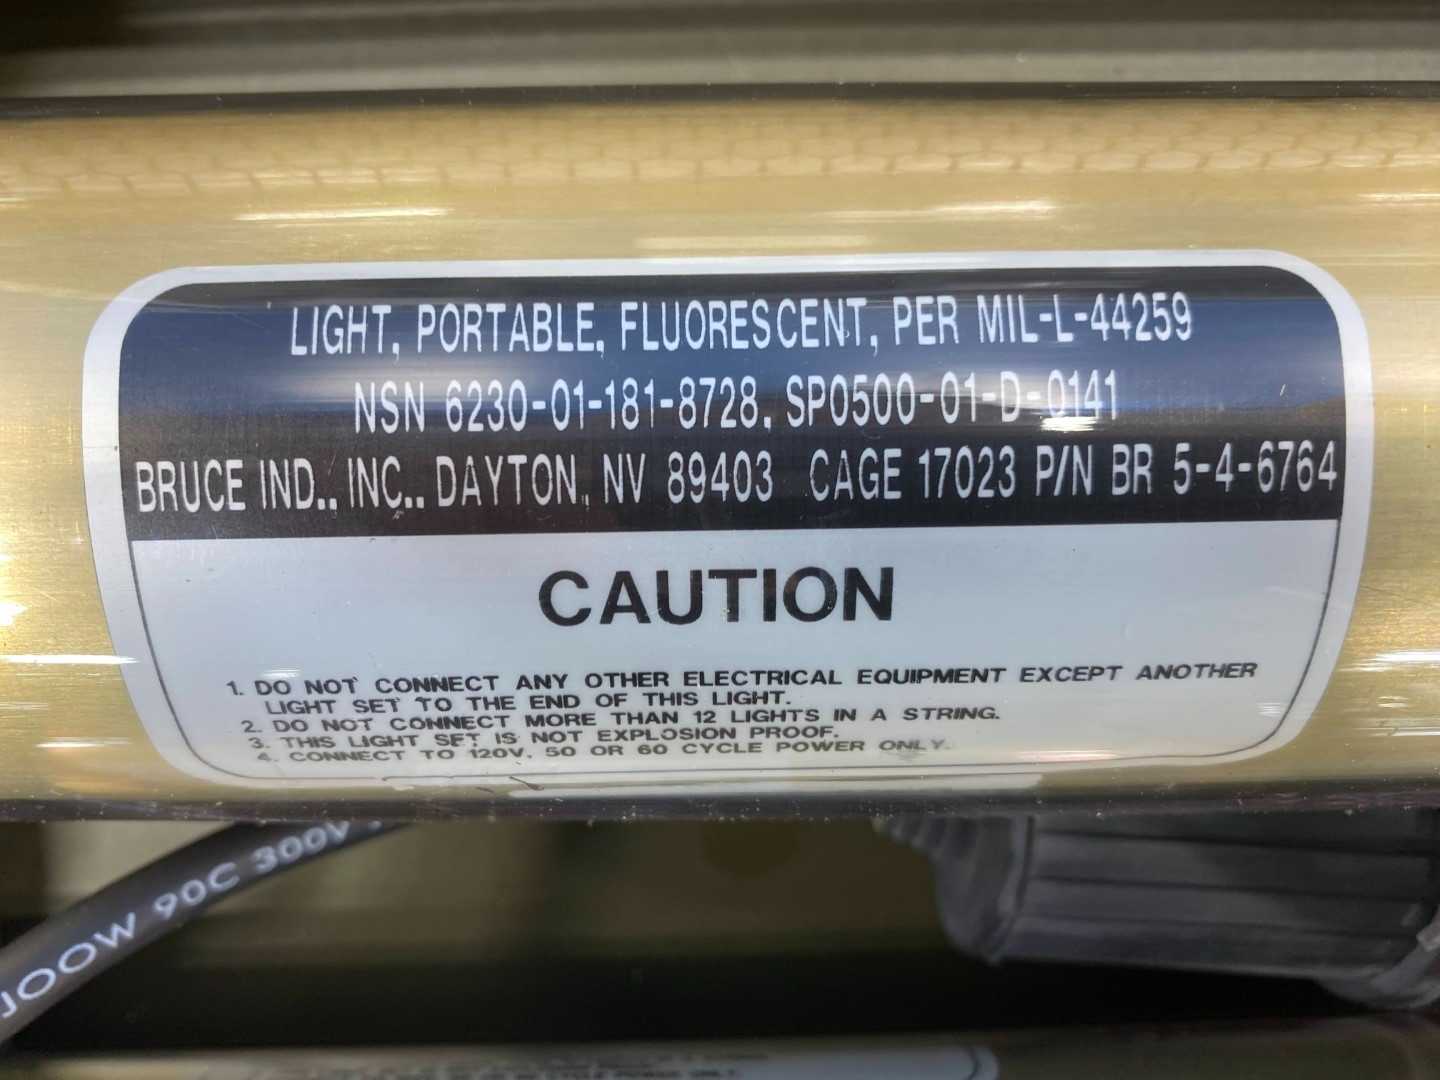 LIGHT, PORTABLE, FLUORESCENT, PER MIL-L-44259
NSN 6230-01-181-8728, SP0500-01-D-0141
BRUCE IND., INC., DAYTON, NV 89403 CAGE 17023 P/N BR 5-4-6764
CAUTION
1. DO NOT CONNECT ANY OTHER ELECTRICAL EQUIPMENT EXCEPT ANOTHER
LIGHT SET TO THE END OF THIS LIGHT.
2. DO NOT CONNECT MORE THAN 12 LIGHTS IN A STRING.
3. THIS LIGHT SET IS NOT EXPLOSION PROOF.
4. CONNECT TO 120V, 50 OR 60 CYCLE POWER ONLY.
JOOW 90C 300V